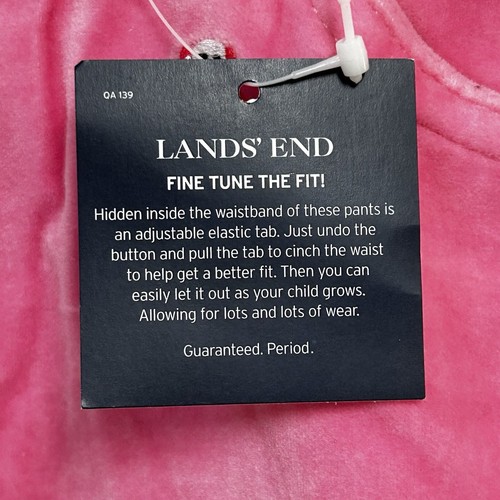 QA 139
LANDS' END
FINE TUNE THE FIT!
Hidden inside the waistband of these pants is
an adjustable elastic tab. Just undo the
button and pull the tab to cinch the waist
to help get a better fit. Then you can
easily let it out as your child grows.
Allowing for lots and lots of wear.
Guaranteed. Period.